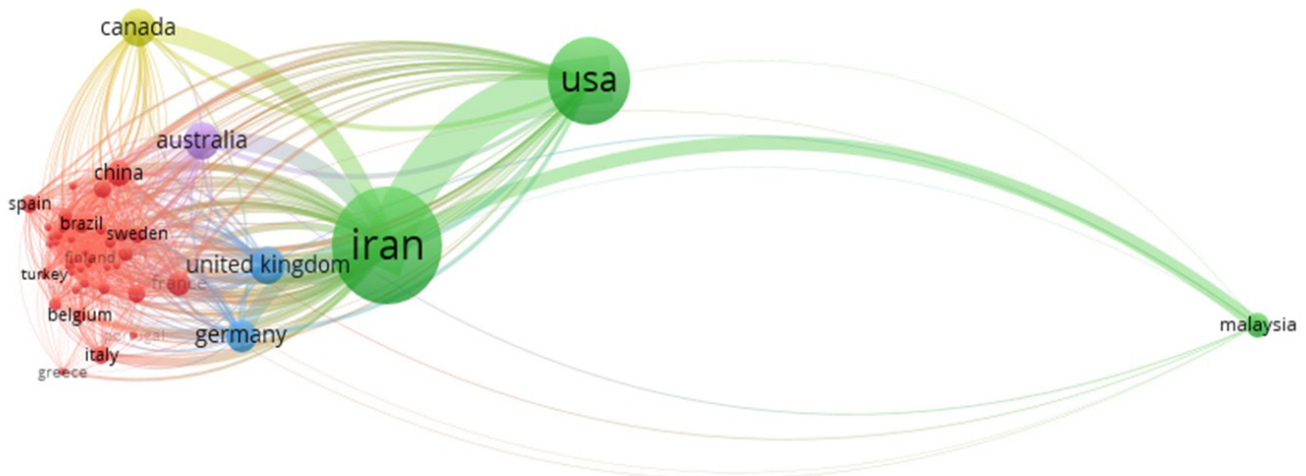 canada
usa
australia
china
spain
brazil
sweden
iran
finland
united kingdom
turkey
france
belgium
malaysia
germany
portugal
italy
greece